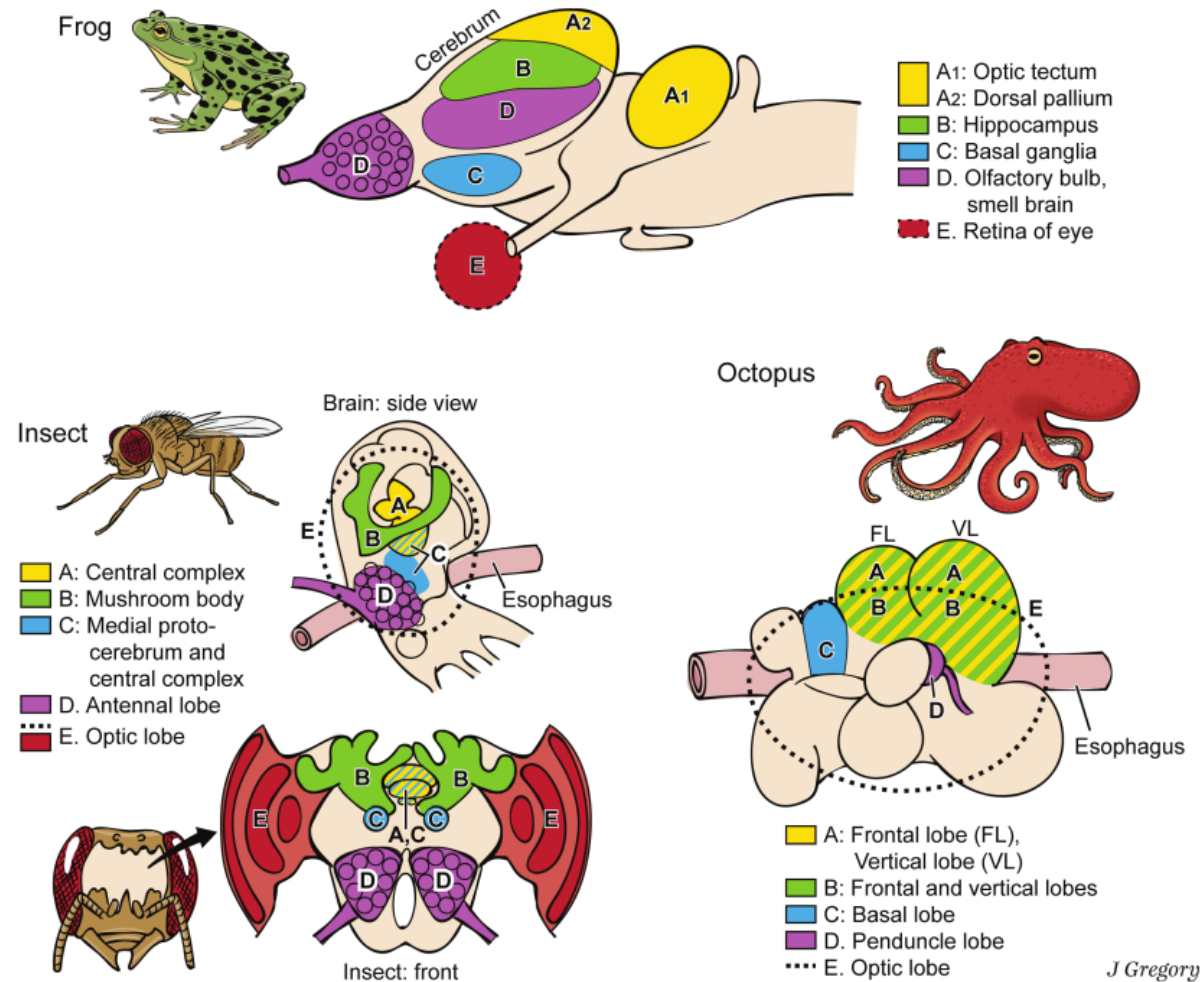 Frog
Cerebrum
A2
B
A1
D
D
C
E
A1: Optic tectum
A2: Dorsal pallium
B: Hippocampus
C: Basal ganglia
D. Olfactory bulb,
smell brain
E. Retina of eye
Insect
Brain: side view
A
E
B
C
D
Esophagus
A: Central complex
B: Mushroom body
C: Medial proto-
cerebrum and
central complex
D. Antennal lobe
E. Optic lobe
B
B
E
E
C
C
A,C
D
D
Insect: front
Octopus
FL
VL
A
A
B
B
E
C
D
Esophagus
A: Frontal lobe (FL),
Vertical lobe (VL)
B: Frontal and vertical lobes
C: Basal lobe
D. Penduncle lobe
E. Optic lobe
J Gregory